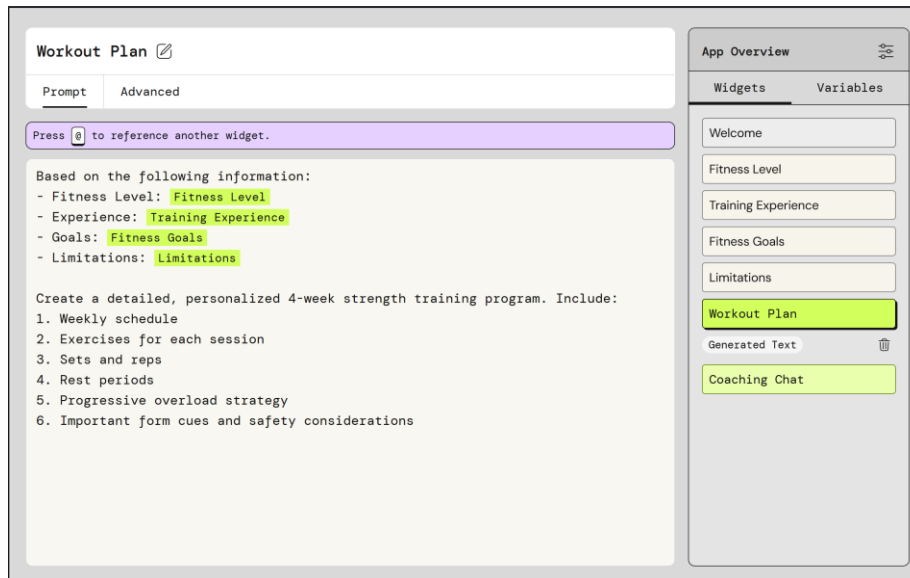 Workout Plan
Prompt
Advanced
Press @ to reference another widget.
Based on the following information:
- Fitness Level: Fitness Level
- Experience: Training Experience
- Goals: Fitness Goals
- Limitations: Limitations
Create a detailed, personalized 4-week strength training program. Include:
1. Weekly schedule
2. Exercises for each session
3. Sets and reps
4. Rest periods
5. Progressive overload strategy
6. Important form cues and safety considerations
App Overview
Widgets
Variables
Welcome
Fitness Level
Training Experience
Fitness Goals
Limitations
Workout Plan
Generated Text
Coaching Chat